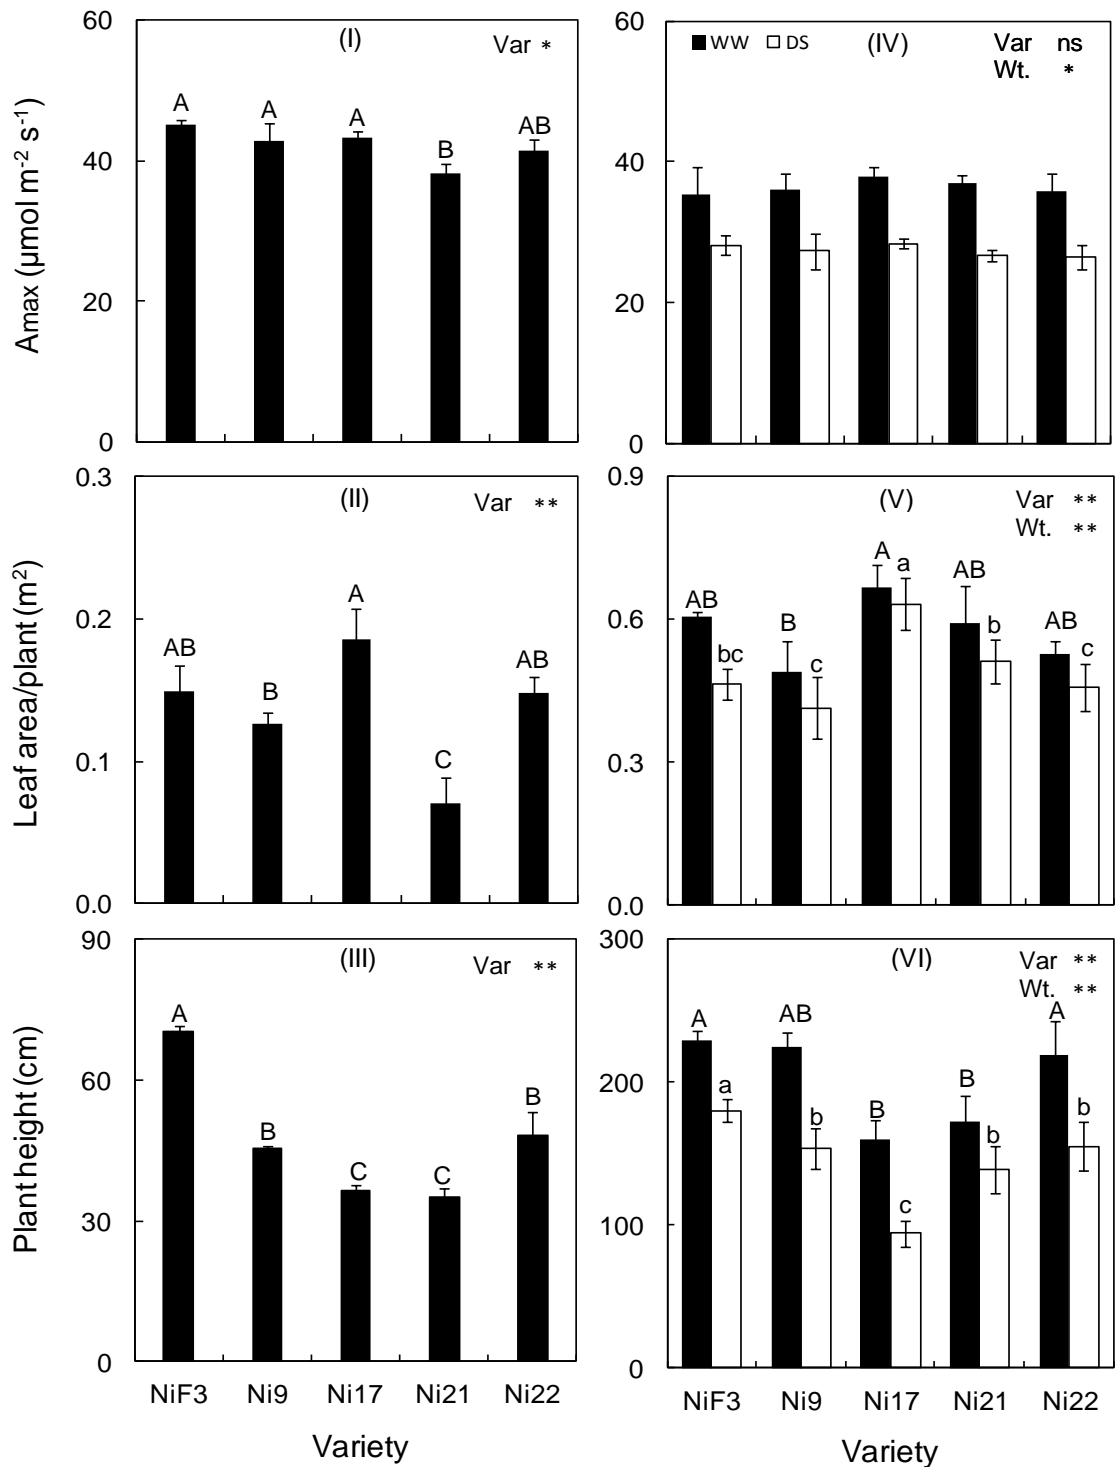 Amax (µmol m-2 s-1)
60
40
20
0
(I)
Var *
A
A
A
B
AB
60
40
20
0
WW DS
(IV)
Var ns
Wt. *
Leaf area/plant (m2)
0.3
0.2
0.1
0.0
(II)
Var **
AB
B
A
C
AB
0.9
0.6
0.3
0.0
(V)
Var **
Wt. **
AB
bc
B
c
A
a
AB
b
AB
c
Plant height (cm)
90
60
30
0
(III)
Var **
A
B
C
C
B
NiF3 Ni9 Ni17 Ni21 Ni22
Variety
300
200
100
0
(VI)
Var **
Wt. **
A
a
AB
b
B
c
B
b
A
b
NiF3 Ni9 Ni17 Ni21 Ni22
Variety